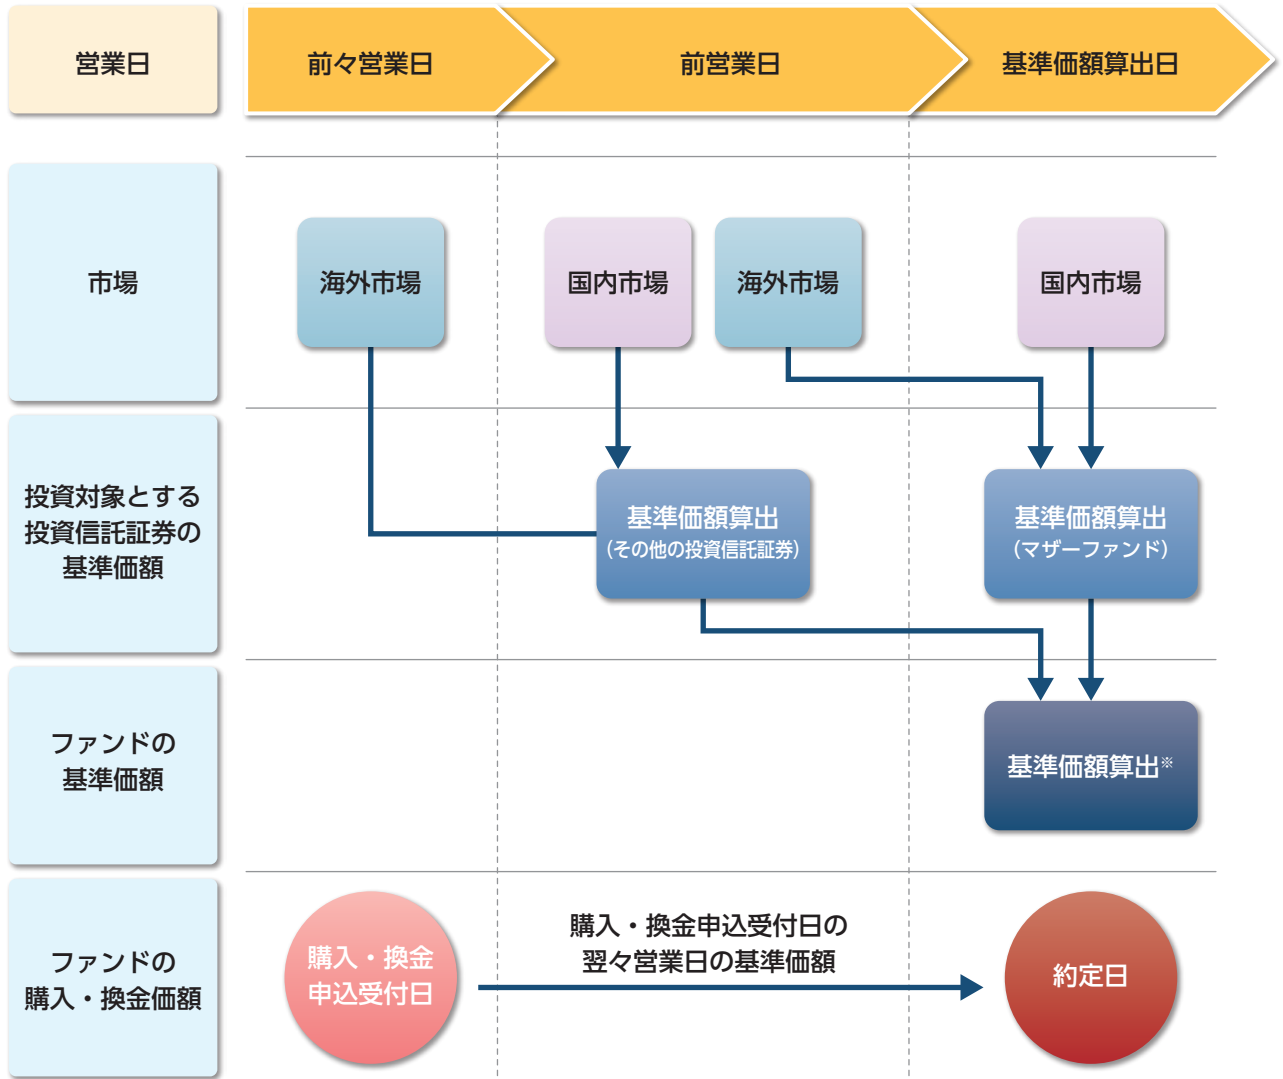 営業日
前々営業日
前営業日
基準価額算出日
市場
海外市場
国内市場
海外市場
国内市場
投資対象とする
投資信託証券の
基準価額
基準価額算出
（その他の投資信託証券）
基準価額算出
（マザーファンド）
ファンドの
基準価額
基準価額算出※
ファンドの
購入・換金価額
購入・換金
申込受付日
購入・換金申込受付日の
翌々営業日の基準価額
約定日